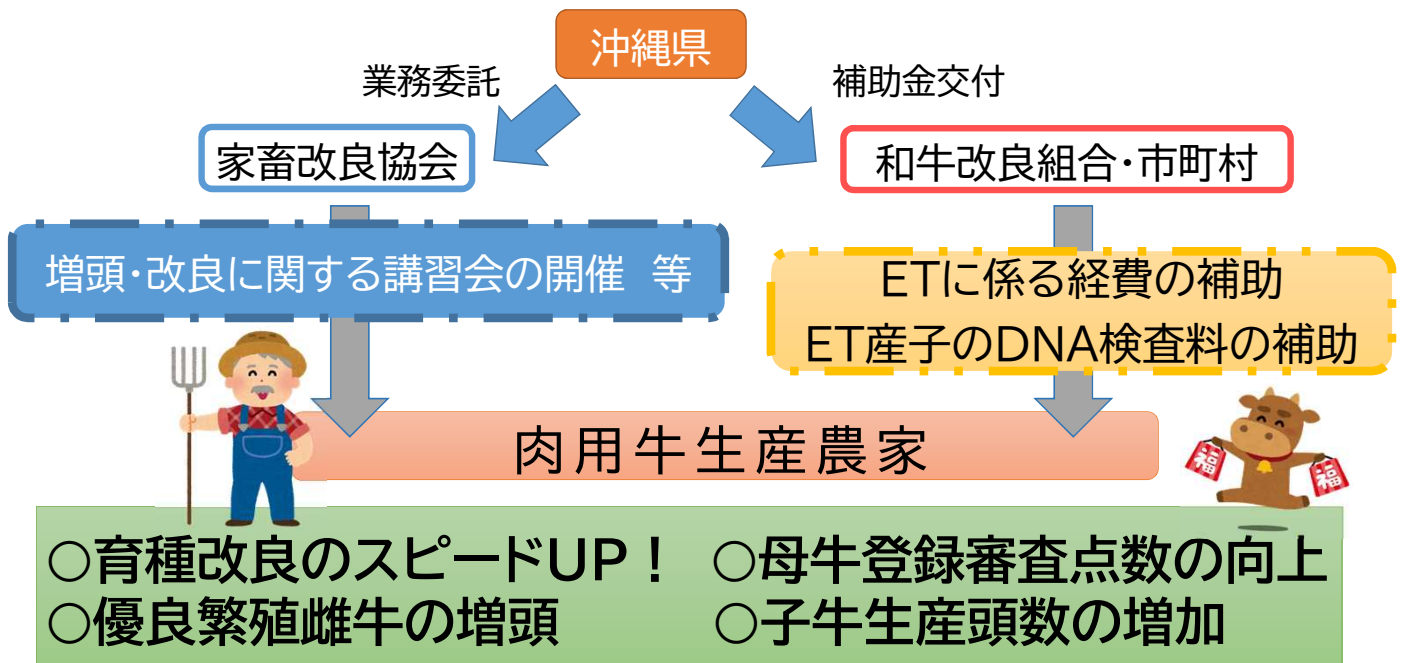 沖縄県
業務委託
補助金交付
家畜改良協会
和牛改良組合・市町村
増頭・改良に関する講習会の開催　等
ETに係る経費の補助
ET産子のDNA検査料の補助
肉用牛生産農家
福
福
○育種改良のスピードUP！　○母牛登録審査点数の向上
○優良繁殖雌牛の増頭　○子牛生産頭数の増加